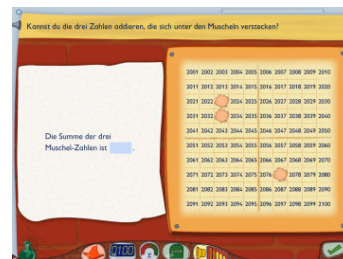 Kannst du die drei Zahlen addieren, die sich unter den Muscheln verstecken?
Die Summe der drei
Muschel-Zahlen ist .
2001 2002 2003 2004 2005 2006 2007 2008 2009 2010
2011 2012 2013 2014 2015 2016 2017 2018 2019 2020
2021 2022 2024 2025 2026 2027 2028 2029 2030
2031 2032 2034 2035 2036 2037 2038 2039 2040
2041 2042 2043 2044 2045 2046 2047 2048 2049 2050
2051 2052 2053 2054 2055 2056 2057 2058 2059 2060
2061 2062 2063 2064 2065 2066 2067 2068 2069 2070
2071 2072 2073 2074 2075 2076 2078 2079 2080
2081 2082 2083 2084 2085 2086 2087 2088 2089 2090
2091 2092 2093 2094 2095 2096 2097 2098 2099 2100
0100